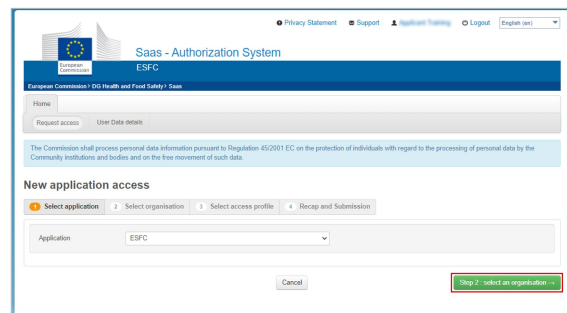 Privacy Statement Support Logout English (en)
Saas - Authorization System
European Commission
ESFC
European Commission > DG Health and Food Safety > Saas
Home
Request access User Data details
The Commission shall process personal data information pursuant to Regulation 45/2001 EC on the protection of individuals with regard to the processing of personal data by the
Community institutions and bodies and on the free movement of such data.
New application access
1 Select application 2 Select organisation 3 Select access profile 4 Recap and Submission
Application ESFC
Cancel Step 2 : select an organisation →